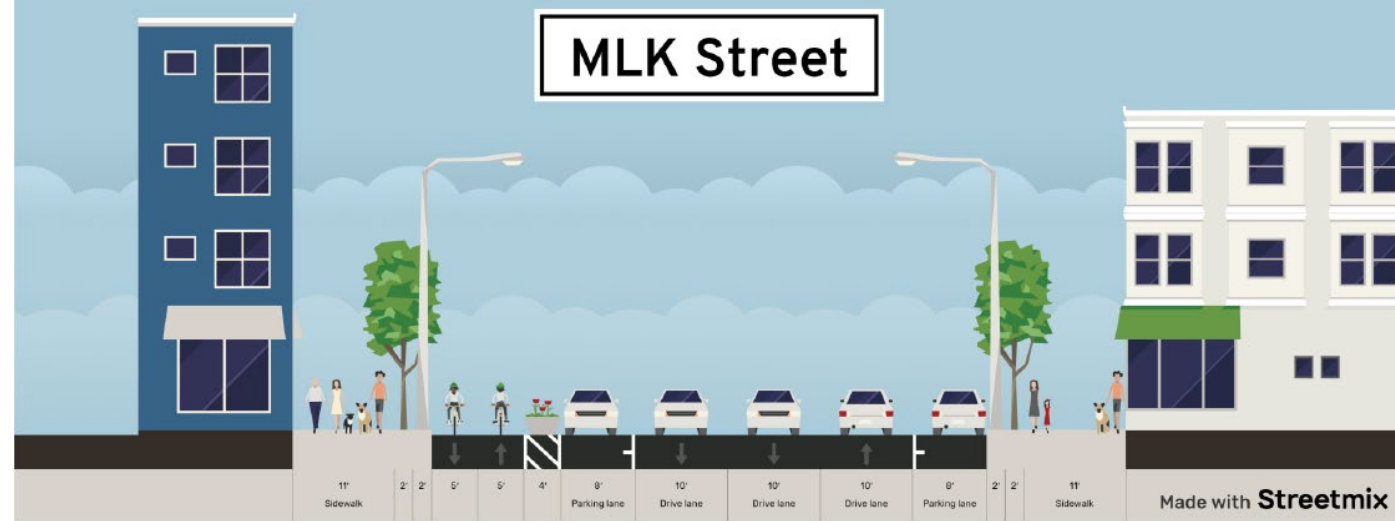 MLK Street
11' 2' 2' 5' 5' 4' 8' 10' 10' 10' 8' 2' 2' 11'
Sidewalk Parking lane Drive lane Drive lane Drive lane Parking lane Sidewalk
Made with Streetmix